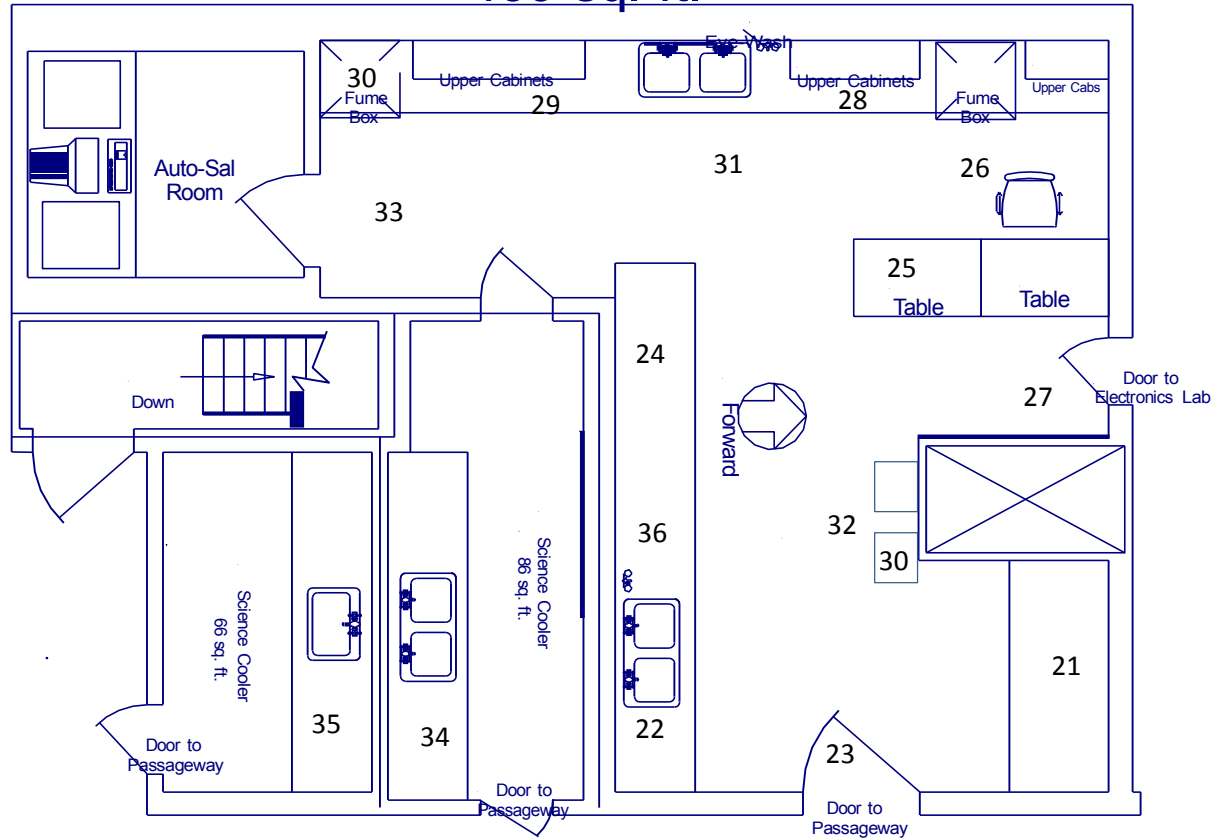 sq. ft.
Eye Wash
30
Fume
Box
Upper Cabinets
29
Upper Cabinets
28
Fume
Box
Upper Cabs
Auto-Sal
Room
31
26
33
25
Table
Table
24
Down
Forward
27
Door to
Electronics Lab
36
32
30
Science Cooler
86 sq. ft.
Science Cooler
66 sq. ft.
21
35
34
22
23
Door to
Passageway
Door to
Passageway
Door to
Passageway